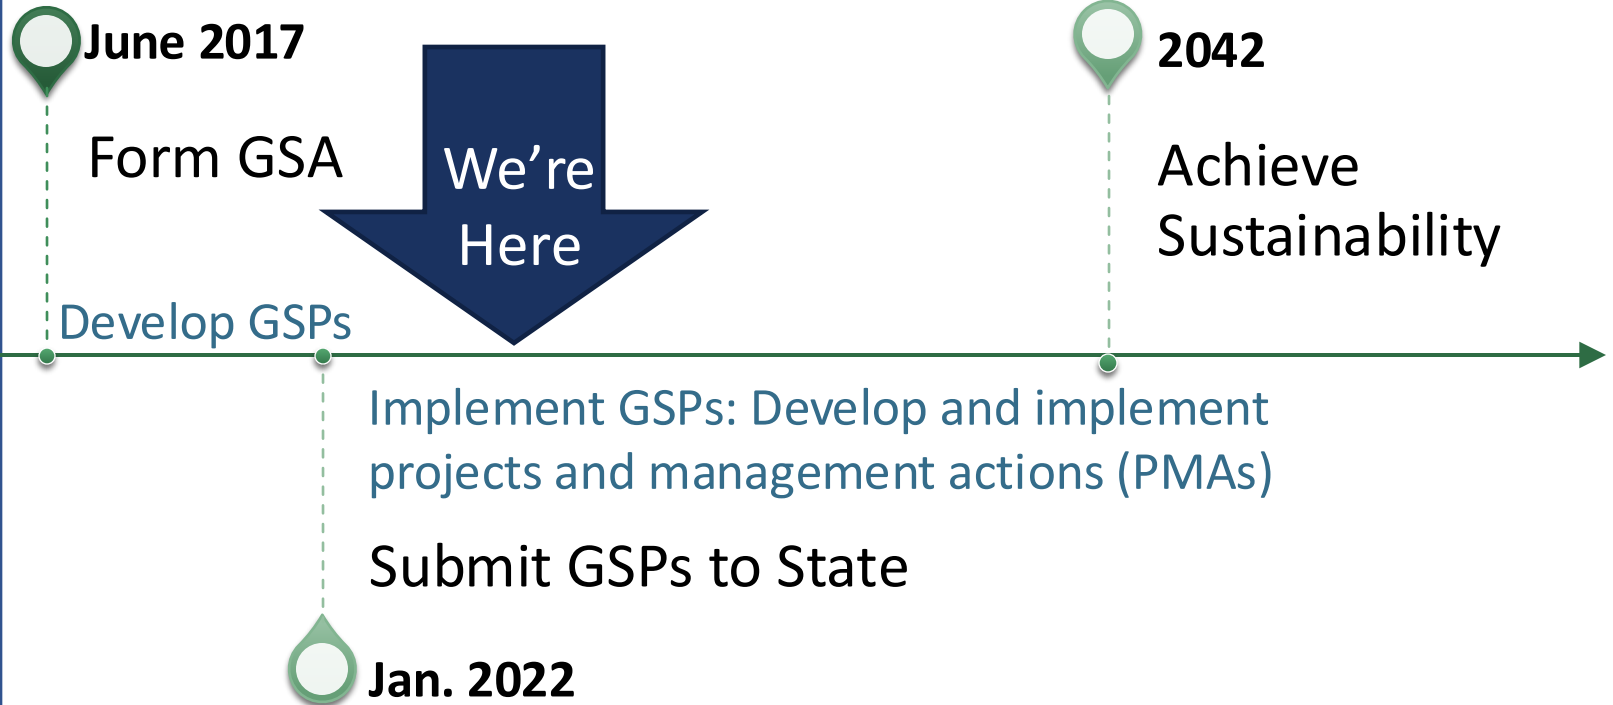 June 2017
Form GSA
We're
Here
2042
Achieve
Sustainability
Develop GSPs
Implement GSPs: Develop and implement
projects and management actions (PMAs)
Submit GSPs to State
Jan. 2022